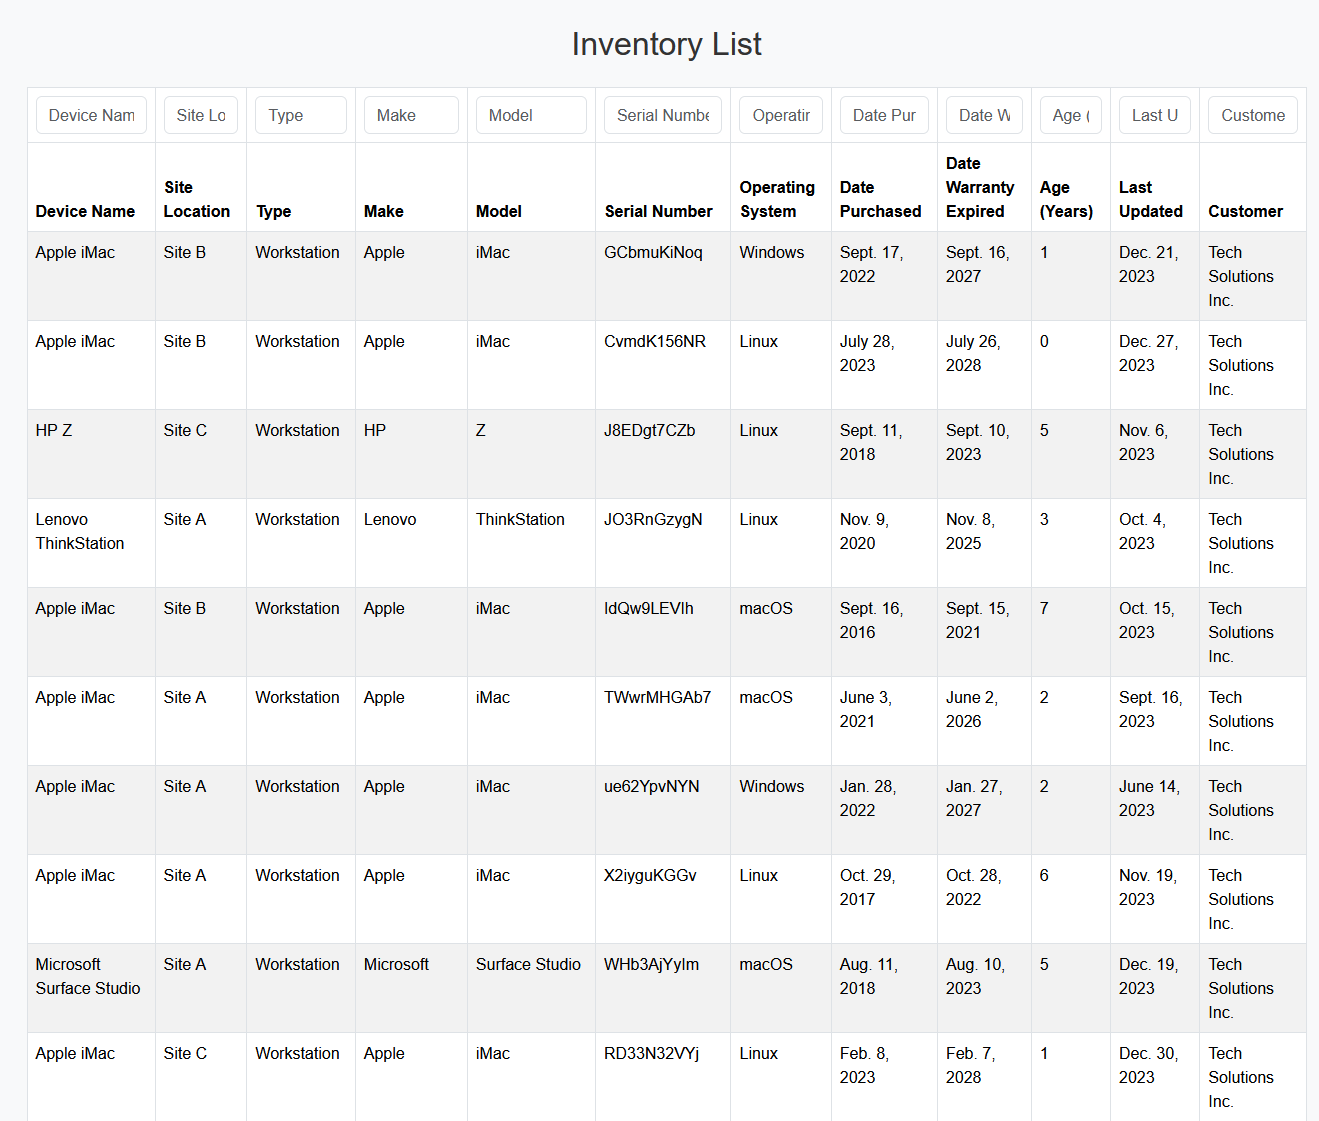 Inventory List
Device Nam Site Lo Type Make Model Serial Numbe Operatin Date Pur Date W Age ( Last U Custome
Device Name Site Location Type Make Model Serial Number Operating System Date Purchased Date Warranty Expired Age (Years) Last Updated Customer
Apple iMac Site B Workstation Apple iMac GCbmuKiNoq Windows Sept. 17, 2022 Sept. 16, 2027 1 Dec. 21, 2023 Tech Solutions Inc.
Apple iMac Site B Workstation Apple iMac CvmdK156NR Linux July 28, 2023 July 26, 2028 0 Dec. 27, 2023 Tech Solutions Inc.
HP Z Site C Workstation HP Z J8EDgt7CZb Linux Sept. 11, 2018 Sept. 10, 2023 5 Nov. 6, 2023 Tech Solutions Inc.
Lenovo ThinkStation Site A Workstation Lenovo ThinkStation JO3RnGzygN Linux Nov. 9, 2020 Nov. 8, 2025 3 Oct. 4, 2023 Tech Solutions Inc.
Apple iMac Site B Workstation Apple iMac macOS Sept. 16, 2016 Sept. 15, 2021 7 Oct. 15, 2023 Tech Solutions Inc.
Apple iMac Site A Workstation Apple iMac TWwrMHGAb7 macOS June 3, 2021 June 2, 2026 2 Sept. 16, 2023 Tech Solutions Inc.
Apple iMac Site A Workstation Apple iMac ue62YpvNYN Windows Jan. 28, 2022 Jan. 27, 2027 2 June 14, 2023 Tech Solutions Inc.
Apple iMac Site A Workstation Apple iMac X2iyguKGGv Linux Oct. 29, 2017 Oct. 28, 2022 6 Nov. 19, 2023 Tech Solutions Inc.
Microsoft Surface Studio Site A Workstation Microsoft Surface Studio macOS Aug. 11, 2018 Aug. 10, 2023 5 Dec. 19, 2023 Tech Solutions Inc.
Apple iMac Site C Workstation Apple iMac RD33N32VYj Linux Feb. 8, 2023 Feb. 7, 2028 1 Dec. 30, 2023 Tech Solutions Inc.